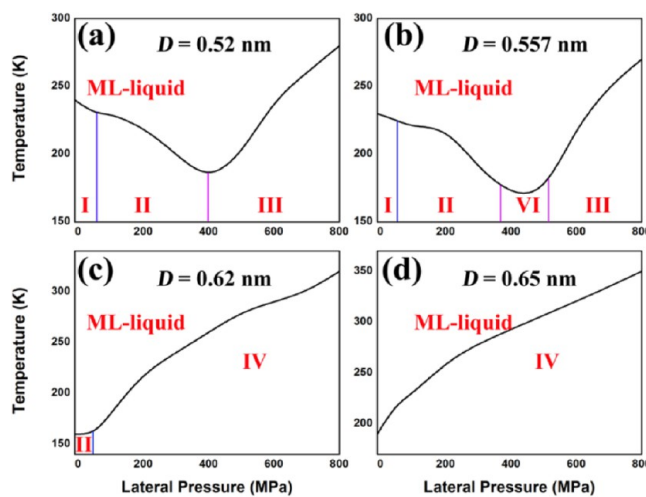 (a) D = 0.52 nm
ML-liquid
I II III
300
250
200
150
0 200 400 600 800
Temperature (K)
(b) D = 0.557 nm
ML-liquid
I II VI III
300
250
200
150
0 200 400 600 800
(c) D = 0.62 nm
ML-liquid
IV
II
300
250
200
150
0 200 400 600 800
Temperature (K)
Lateral Pressure (MPa)
(d) D = 0.65 nm
ML-liquid
IV
350
300
250
200
0 200 400 600 800
Lateral Pressure (MPa)